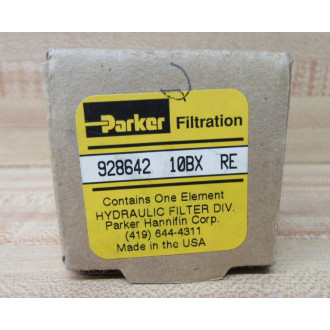 Parker Filtration
928642 10BX RE
Contains One Element
HYDRAULIC FILTER DIV.
Parker Hannifin Corp.
(419) 644-4311
Made in the USA